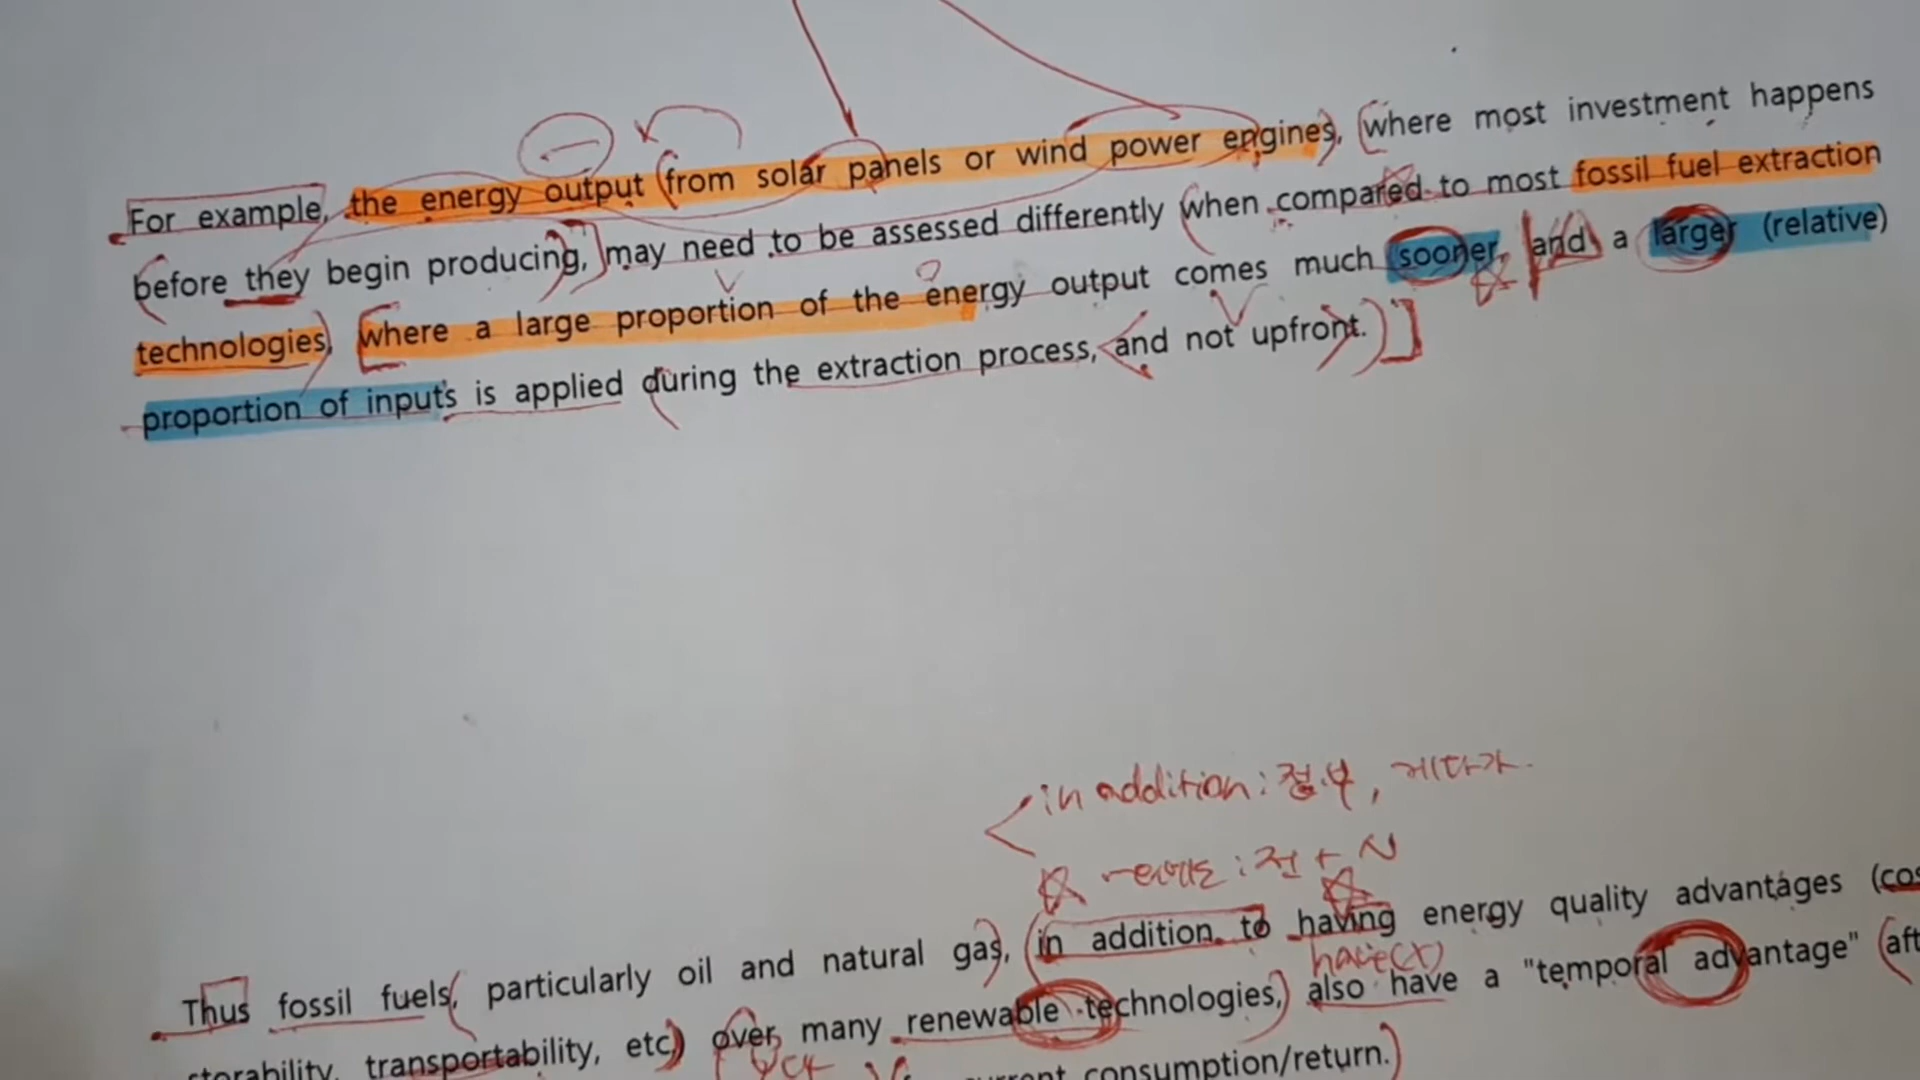 For example, the energy output from solar panels or wind power engines, where most investment happens
before they begin producing, may need to be assessed differently when compared to most fossil fuel extraction
technologies, where a large proportion of the energy output comes much sooner, and a larger (relative)
proportion of inputs is applied during the extraction process, and not upfront.
in addition : 접.부, 게다가.
Thus fossil fuels, particularly oil and natural gas, in addition to having energy quality advantages (cos
have(x)
storability, transportability, etc) over many renewable technologies, also have a "temporal advantage" (aft
consumption/return.)